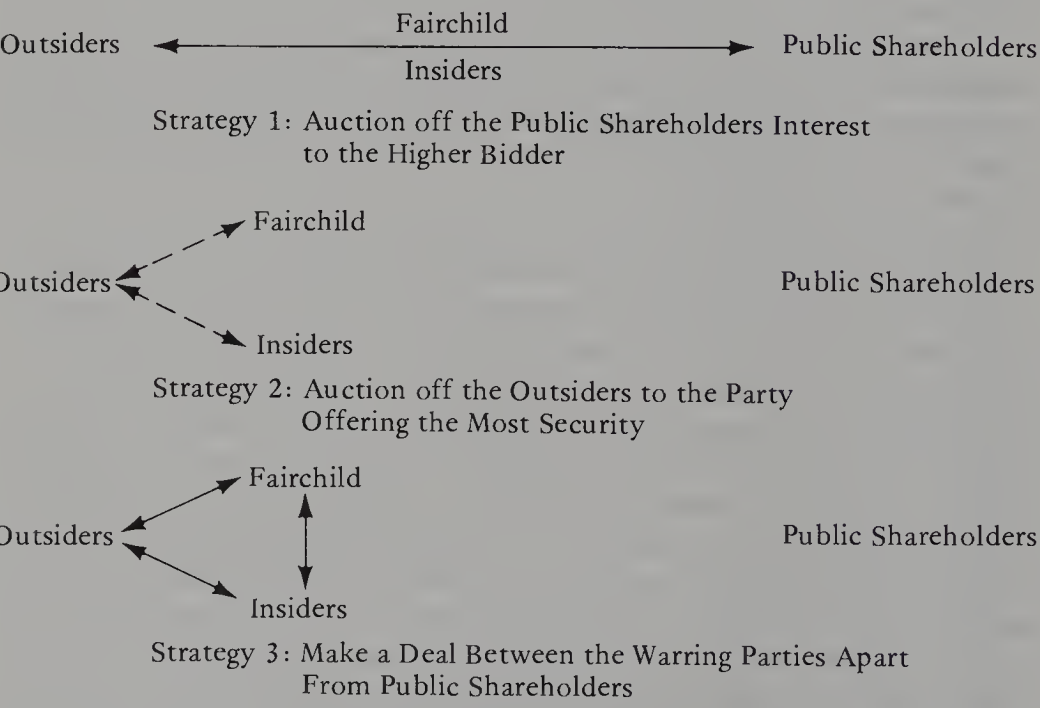 Fairchild
Outsiders Public Shareholders
Insiders
Strategy 1: Auction off the Public Shareholders Interest
to the Higher Bidder
Fairchild
Outsiders Public Shareholders
Insiders
Strategy 2: Auction off the Outsiders to the Party
Offering the Most Security
Fairchild
Outsiders Public Shareholders
Insiders
Strategy 3: Make a Deal Between the Warring Parties Apart
From Public Shareholders